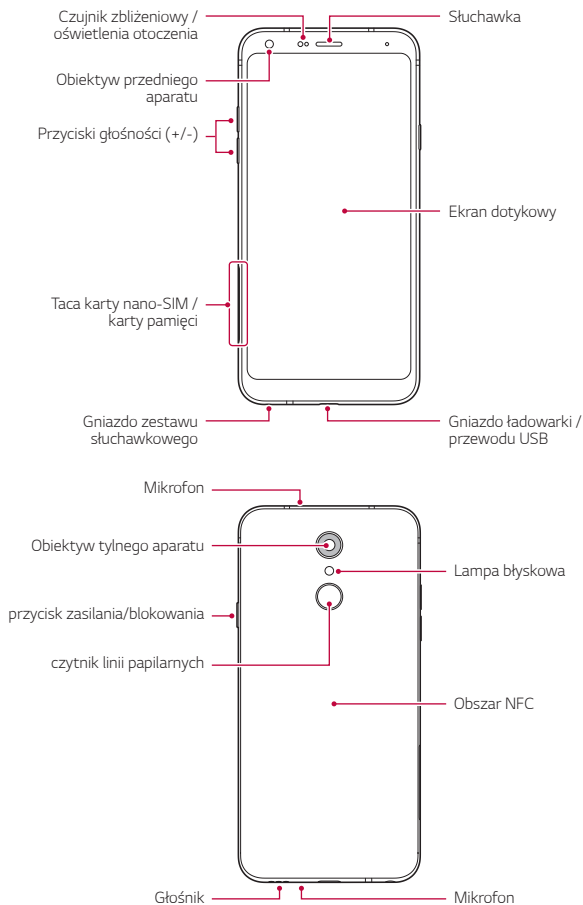 Czujnik zbliżeniowy /
oświetlenia otoczenia
Słuchawka
Obiektyw przedniego
aparatu
Przyciski głośności (+/-)
Ekran dotykowy
Taca karty nano-SIM /
karty pamięci
Gniazdo zestawu
słuchawkowego
Gniazdo ładowarki /
przewodu USB
Mikrofon
Obiektyw tylnego aparatu
Lampa błyskowa
przycisk zasilania/blokowania
czytnik linii papilarnych
Obszar NFC
Głośnik
Mikrofon